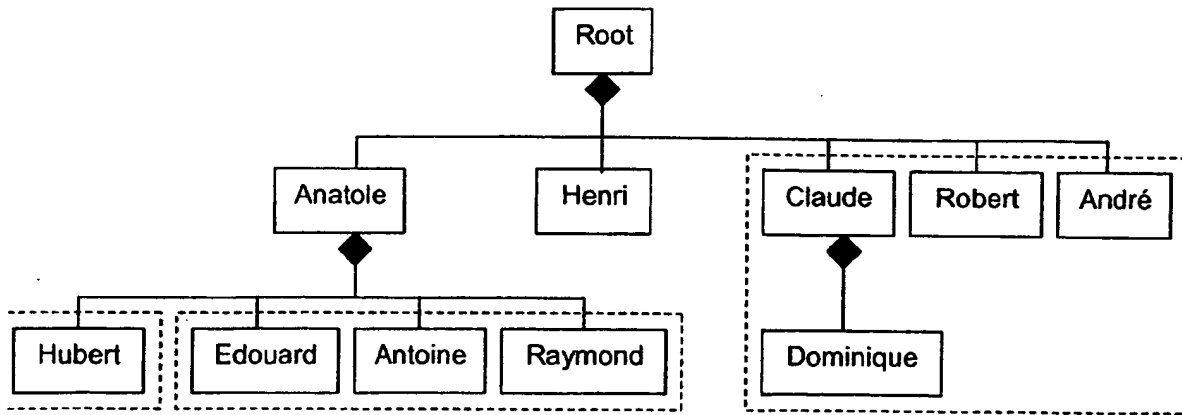 Root
Anatole
Henri
Claude
Robert
André
Hubert
Edouard
Antoine
Raymond
Dominique